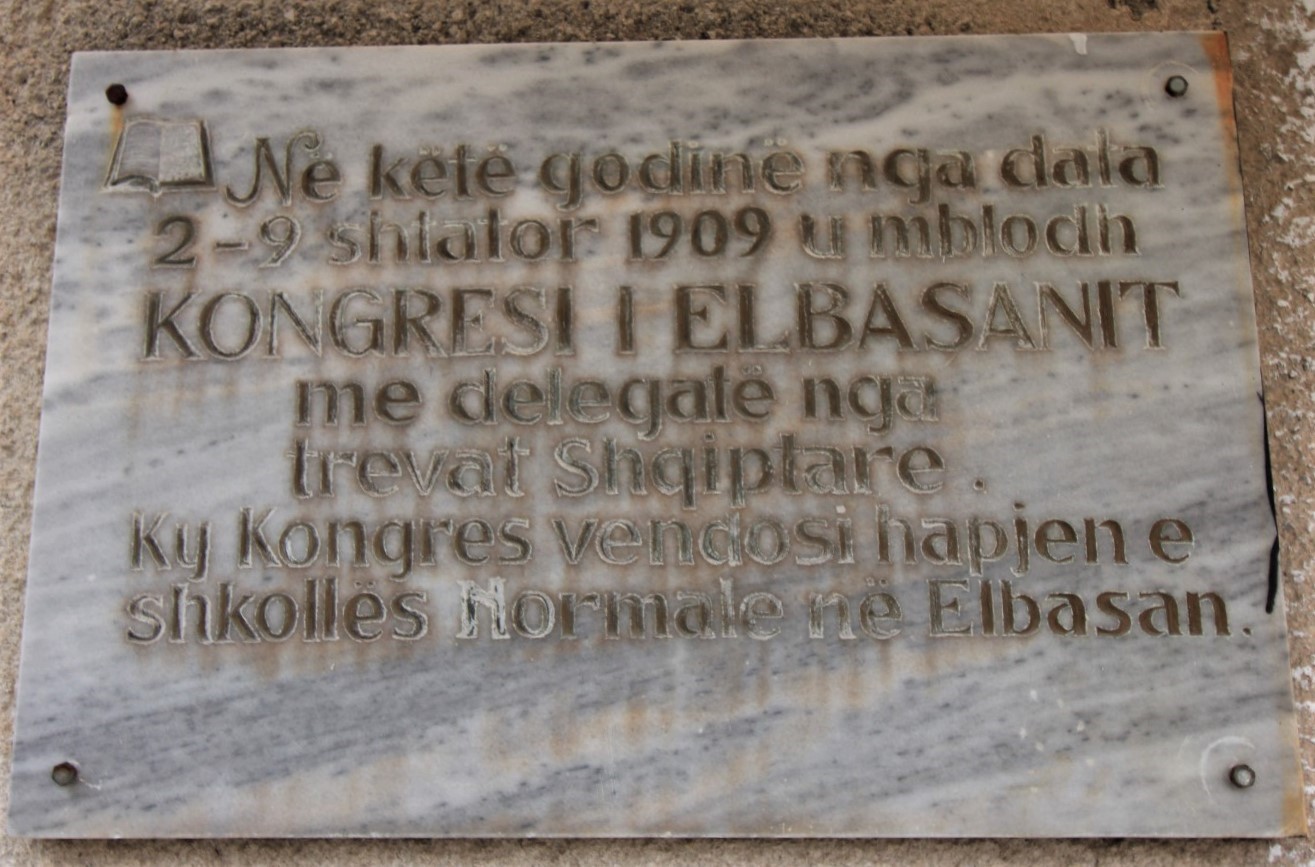 Në këtë godinë nga data
2-9 shtator 1909 u mblodh
KONGRESI I ELBASANIT
me delegatë nga
trevat Shqiptare.
Ky Kongres vendosi hapjen e
shkollës Normale në Elbasan.